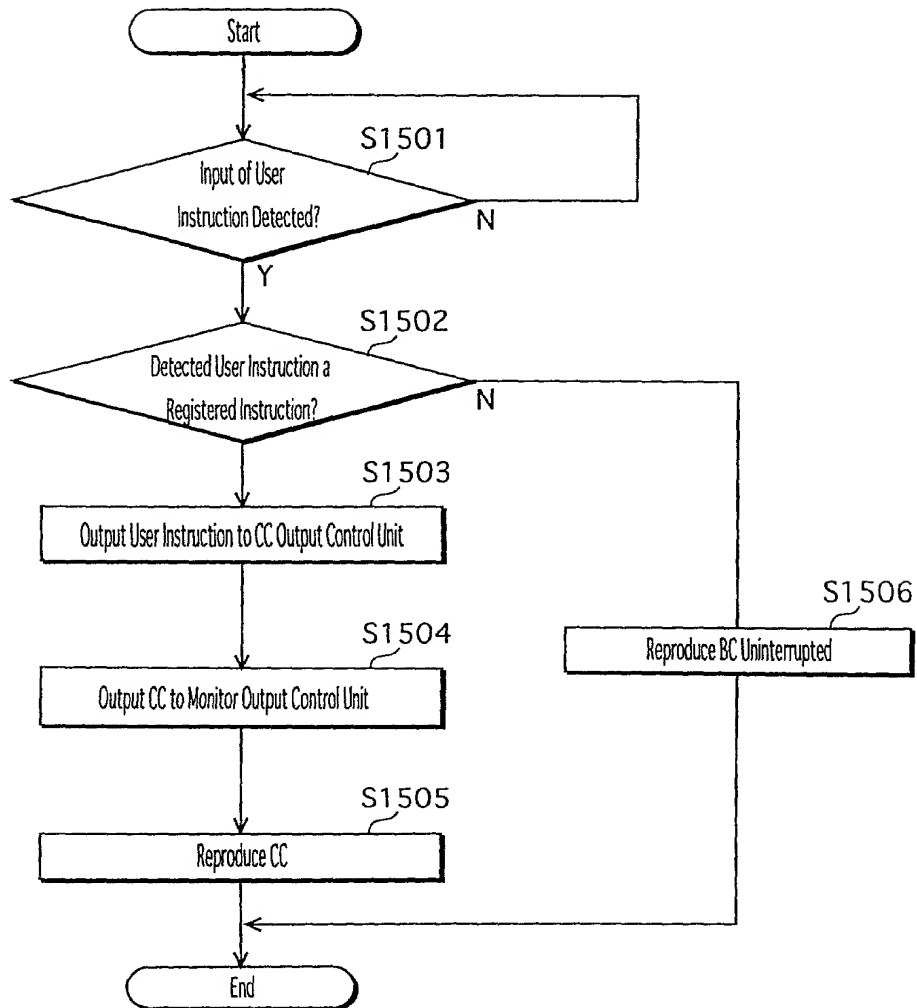 Start
S1501
Input of User
Instruction Detected?
N
Y
S1502
Detected User Instruction a
Registered Instruction?
N
S1503
Output User Instruction to CC Output Control Unit
S1504
Output CC to Monitor Output Control Unit
S1506
Reproduce BC Uninterrupted
S1505
Reproduce CC
End